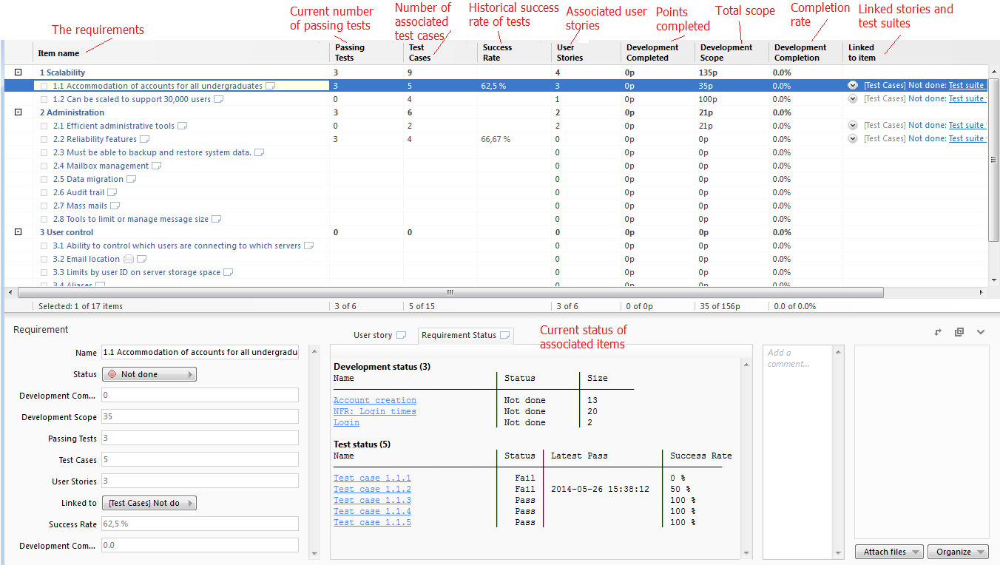 The requirements
Current number of passing tests
Number of associated test cases
Historical success rate of tests
Associated user stories
Points completed
Total scope
Completion rate
Linked stories and test suites
Item name Passing Tests Test Cases Success Rate User Stories Development Completed Development Scope Development Completion Linked to item
1 Scalability 3 9 4 0p 135p 0.0%
1.1 Accommodation of accounts for all undergraduates 3 5 62,5 % 3 0p 35p 0.0% [Test Cases] Not done: Test suite
1.2 Can be scaled to support 30,000 users 0 4 1 0p 100p 0.0% [Test Cases] Not done: Test suite
2 Administration 3 6 2 0p 21p 0.0%
2.1 Efficient administrative tools 0 2 2 0p 21p 0.0% [Test Cases] Not done: Test suite
2.2 Reliability features 3 4 66,67 % 0 0p 0p 0.0% [Test Cases] Not done: Test suite
2.3 Must be able to backup and restore system data. 0 0p 0p 0.0%
2.4 Mailbox management 0 0p 0p 0.0%
2.5 Data migration 0 0p 0p 0.0%
2.6 Audit trail 0 0p 0p 0.0%
2.7 Mass mails 0 0p 0p 0.0%
2.8 Tools to limit or manage message size 0 0p 0p 0.0%
3 User control 0 0 0 0p 0p 0.0%
3.1 Ability to control which users are connecting to which servers 0 0p 0p 0.0%
3.2 Email location 0 0p 0p 0.0%
3.3 Limits by user ID on server storage space 0 0p 0p 0.0%
3.4 Aliases 0 0p 0p 0.0%
Selected: 1 of 17 items 3 of 6 5 of 15 3 of 6 0 of 0p 35 of 156p 0.0 of 0.0%
Requirement
Name 1.1 Accommodation of accounts for all undergradu
Status Not done
Development Com... 0
Development Scope 35
Passing Tests 3
Test Cases 5
User Stories 3
Linked to [Test Cases] Not do
Success Rate 62,5 %
Development Com... 0.0
User story Requirement Status
Current status of associated items
Development status (3)
Name Status Size
Account creation Not done 13
NFR: Login times Not done 20
Login Not done 2
Test status (5)
Name Status Latest Pass Success Rate
Test case 1.1.1 Fail 0 %
Test case 1.1.2 Fail 2014-05-26 15:38:12 50 %
Test case 1.1.3 Pass 100 %
Test case 1.1.4 Pass 100 %
Test case 1.1.5 Pass 100 %
Add a comment...
Attach files Organize